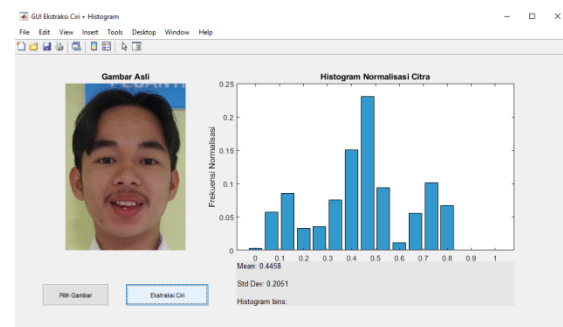 GUI Ekstraksi Ciri + Histogram
File Edit View Insert Tools Desktop Window Help
Gambar Asli
Histogram Normalisasi Citra
0.25
0.2
0.15
0.1
0.05
0
Frekuensi Normalisasi
0 0.1 0.2 0.3 0.4 0.5 0.6 0.7 0.8 0.9 1
Mean: 0.4458
Std Dev: 0.2051
Histogram bins:
Pilih Gambar
Ekstraksi Ciri